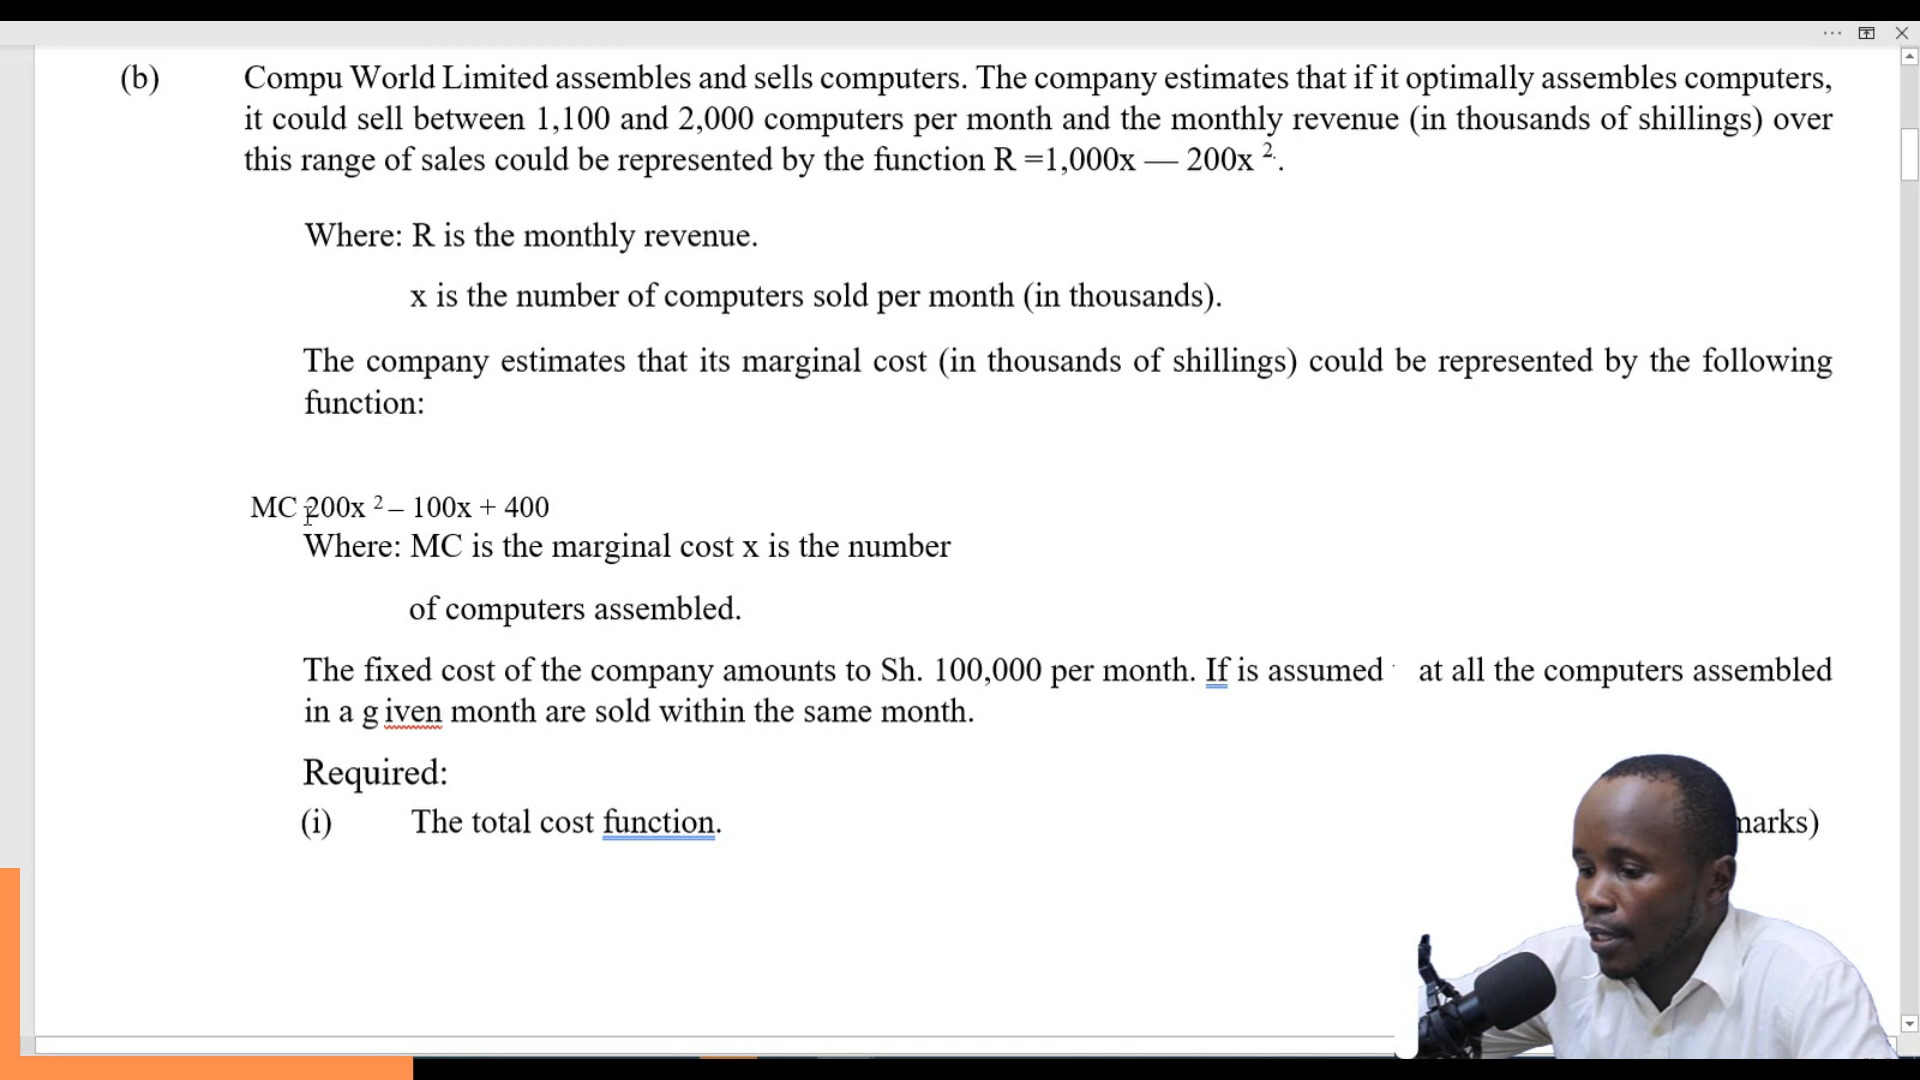 (b) Compu World Limited assembles and sells computers. The company estimates that if it optimally assembles computers,
it could sell between 1,100 and 2,000 computers per month and the monthly revenue (in thousands of shillings) over
this range of sales could be represented by the function R =1,000x — 200x ².
Where: R is the monthly revenue.
x is the number of computers sold per month (in thousands).
The company estimates that its marginal cost (in thousands of shillings) could be represented by the following
function:
MC 200x ² – 100x + 400
Where: MC is the marginal cost x is the number
of computers assembled.
The fixed cost of the company amounts to Sh. 100,000 per month. If is assumed at all the computers assembled
in a g iven month are sold within the same month.
Required:
(i) The total cost function. marks)